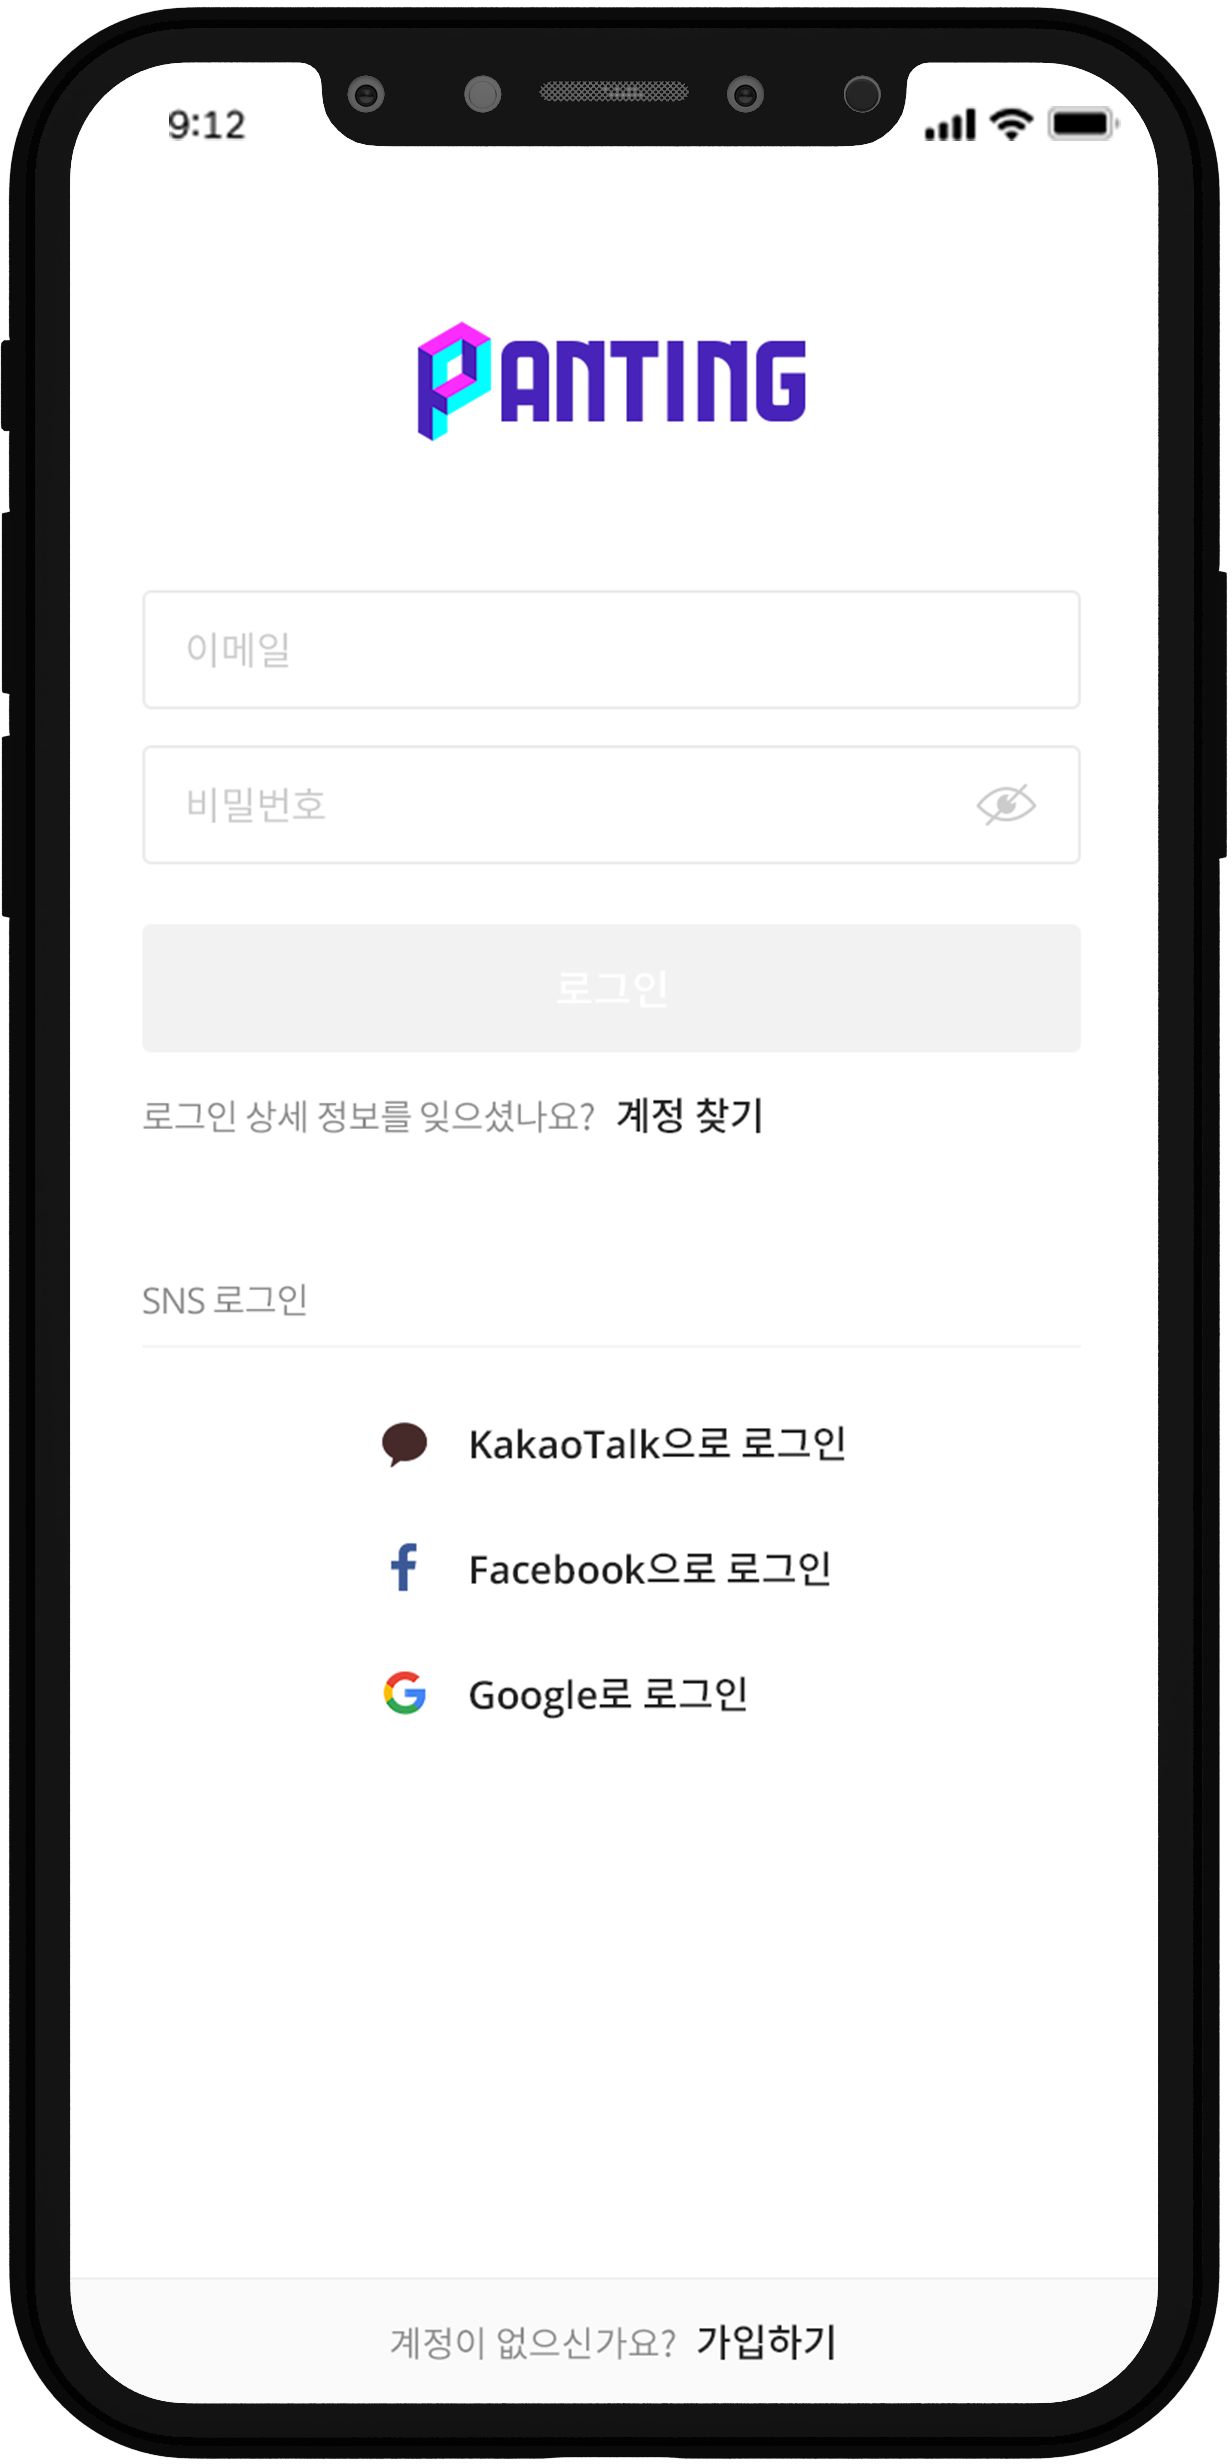 9:12
PANTING
이메일
비밀번호
로그인
로그인 상세 정보를 잊으셨나요? 계정 찾기
SNS 로그인
KakaoTalk으로 로그인
Facebook으로 로그인
Google로 로그인
계정이 없으신가요? 가입하기